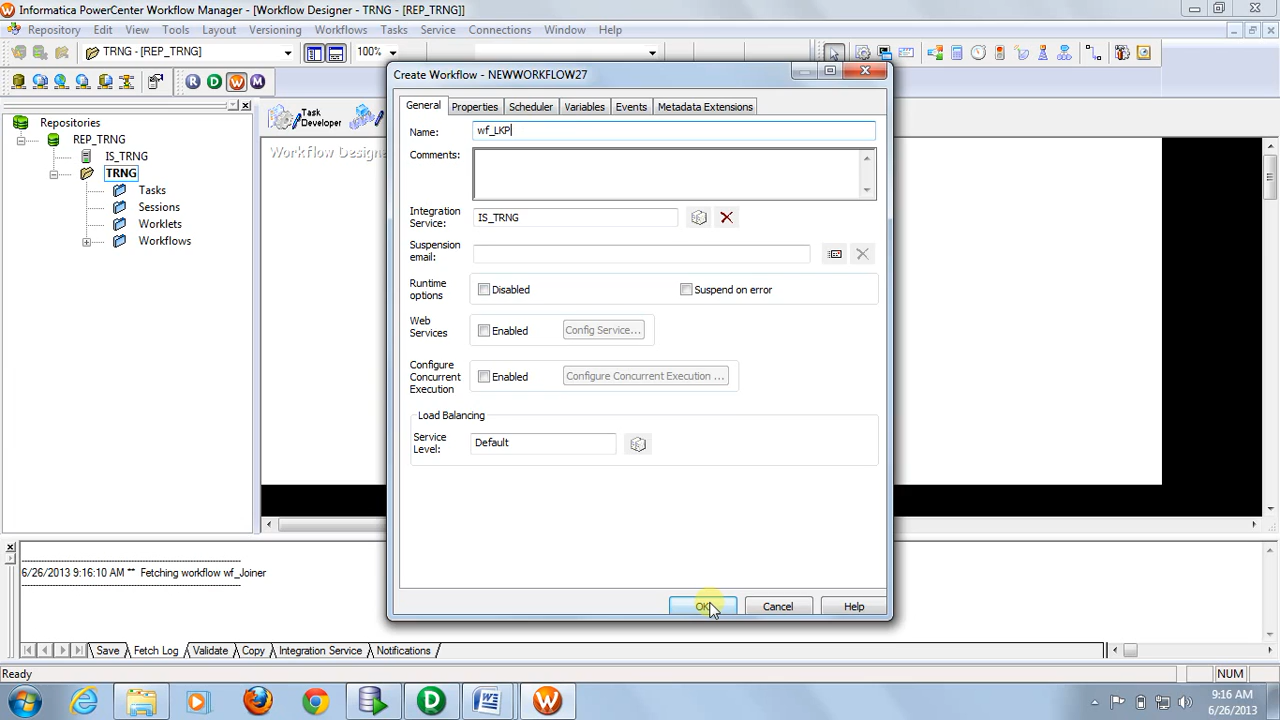 Informatica PowerCenter Workflow Manager - [Workflow Designer - TRNG - [REP_TRNG]]
Repository Edit View Tools Layout Versioning Workflows Tasks Service Connections Window Help
TRNG - [REP_TRNG] 100%
R D W M
Create Workflow - NEWWORKFLOW27
General Properties Scheduler Variables Events Metadata Extensions
Name: wf_LKP
Comments:
Integration Service: IS_TRNG
Suspension email:
Runtime options Disabled Suspend on error
Web Services Enabled Config Service...
Configure Concurrent Execution Enabled Configure Concurrent Execution ...
Load Balancing
Service Level: Default
OK Cancel Help
Repositories
REP_TRNG
IS_TRNG
TRNG
Tasks
Sessions
Worklets
Workflows
Task Developer
Workflow Designe
6/26/2013 9:16:10 AM ** Fetching workflow wf_Joiner
Save Fetch Log Validate Copy Integration Service Notifications
Ready NUM
9:16 AM
6/26/2013